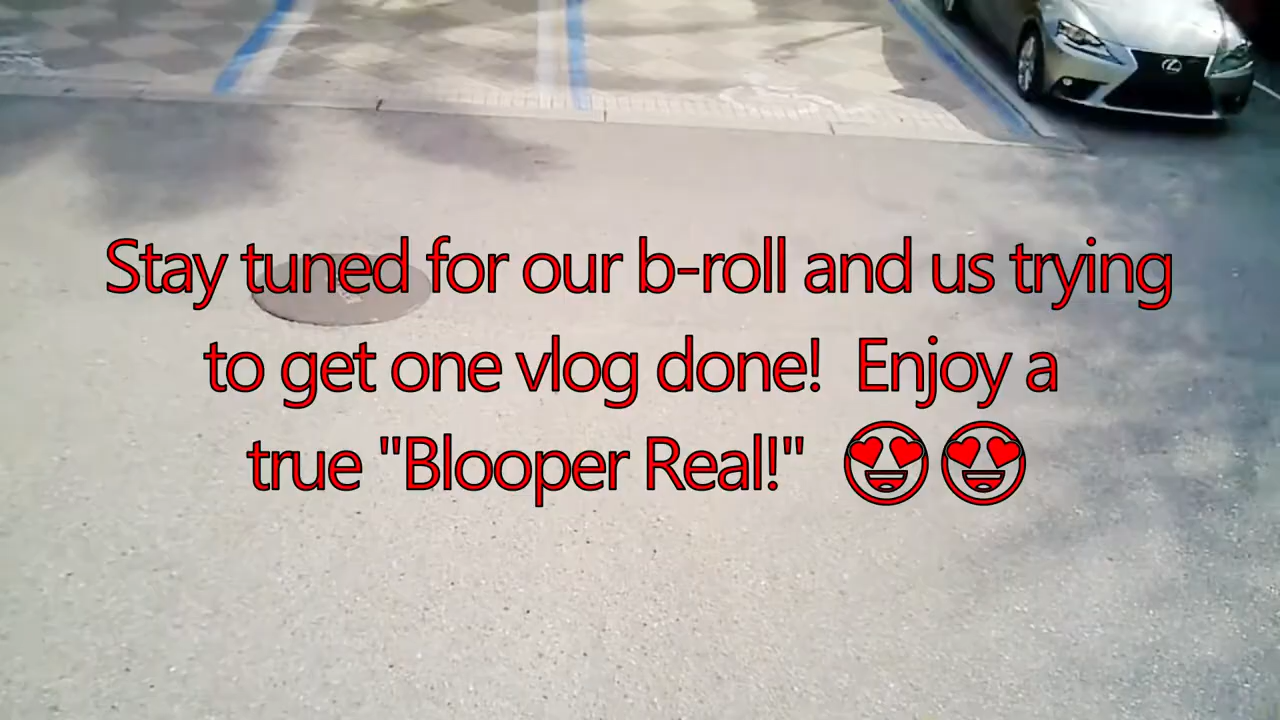 Stay tuned for our b-roll and us trying
to get one vlog done!  Enjoy a
true "Blooper Real!"  😍😍